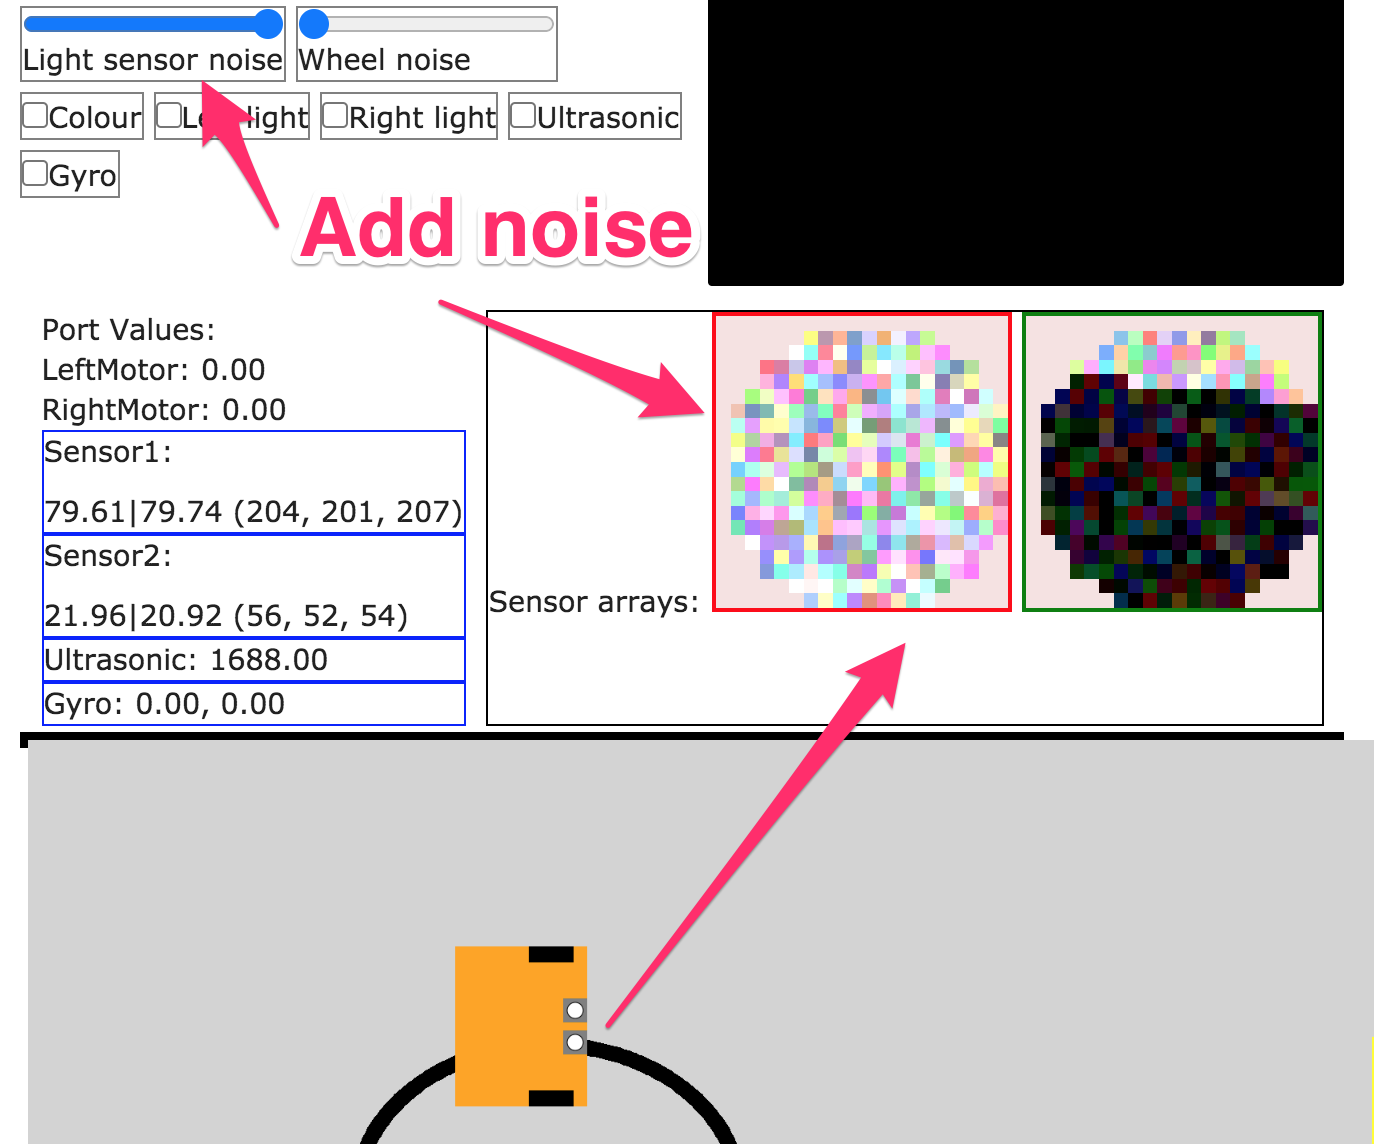 Light sensor noise
Wheel noise
Colour
Left light
Right light
Ultrasonic
Gyro
Add noise
Port Values:
LeftMotor: 0.00
RightMotor: 0.00
Sensor1:
79.61|79.74 (204, 201, 207)
Sensor2:
21.96|20.92 (56, 52, 54)
Ultrasonic: 1688.00
Gyro: 0.00, 0.00
Sensor arrays: